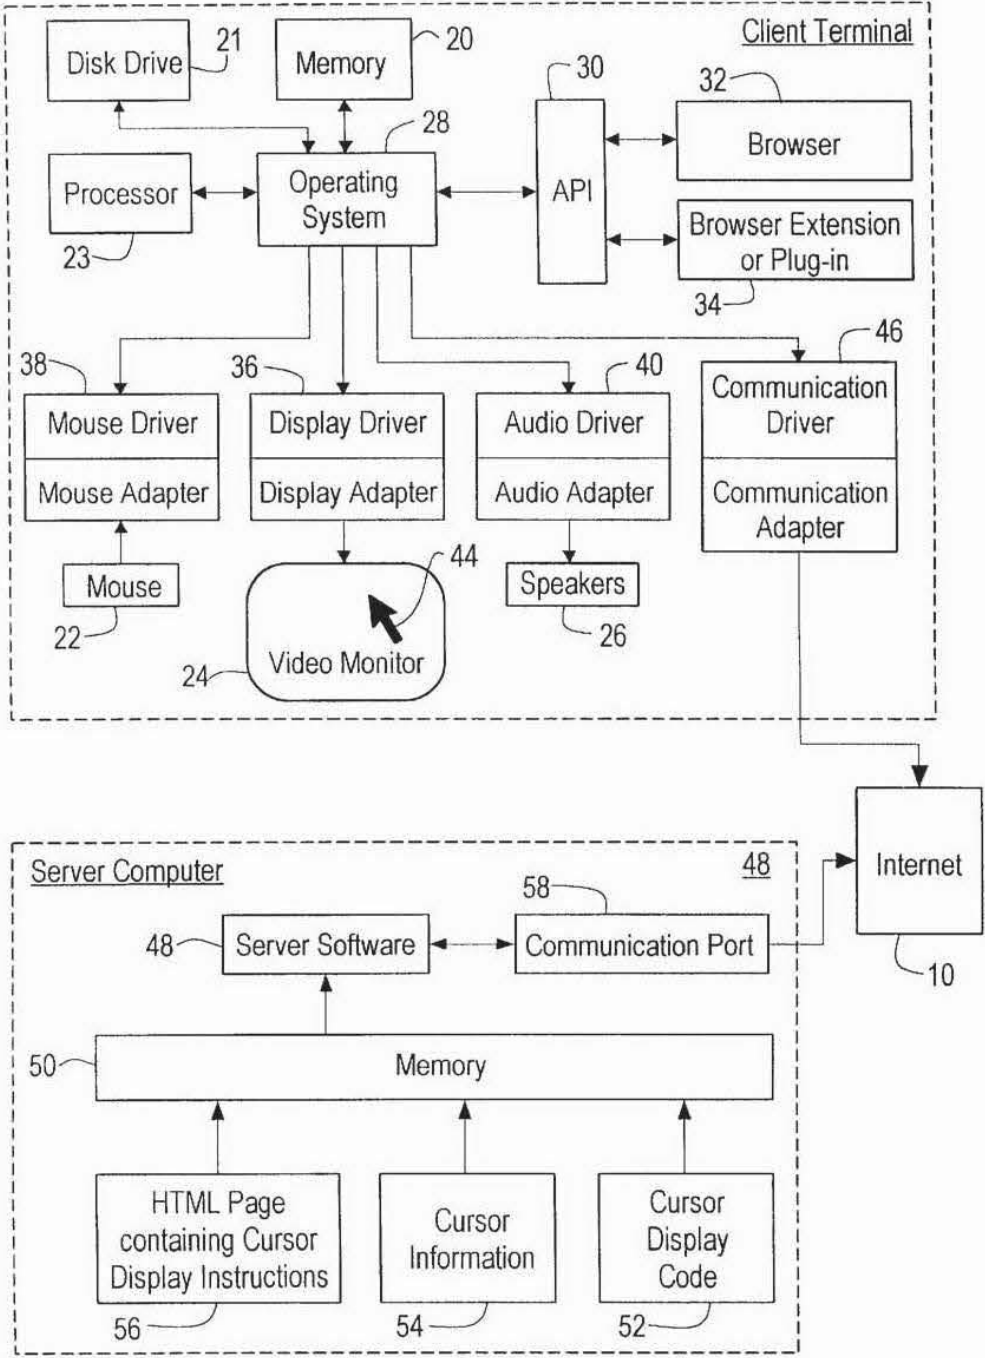 Client Terminal
21
20
Disk Drive
Memory
30
32
28
Browser
Processor
Operating
System
API
23
Browser Extension
or Plug-in
34
38
36
40
46
Mouse Driver
Display Driver
Audio Driver
Communication
Driver
Mouse Adapter
Display Adapter
Audio Adapter
Communication
Adapter
Mouse
22
44
Video Monitor
24
Speakers
26
Internet
10
Server Computer
48
58
48
Server Software
Communication Port
50
Memory
HTML Page
containing Cursor
Display Instructions
56
Cursor
Information
54
Cursor
Display
Code
52